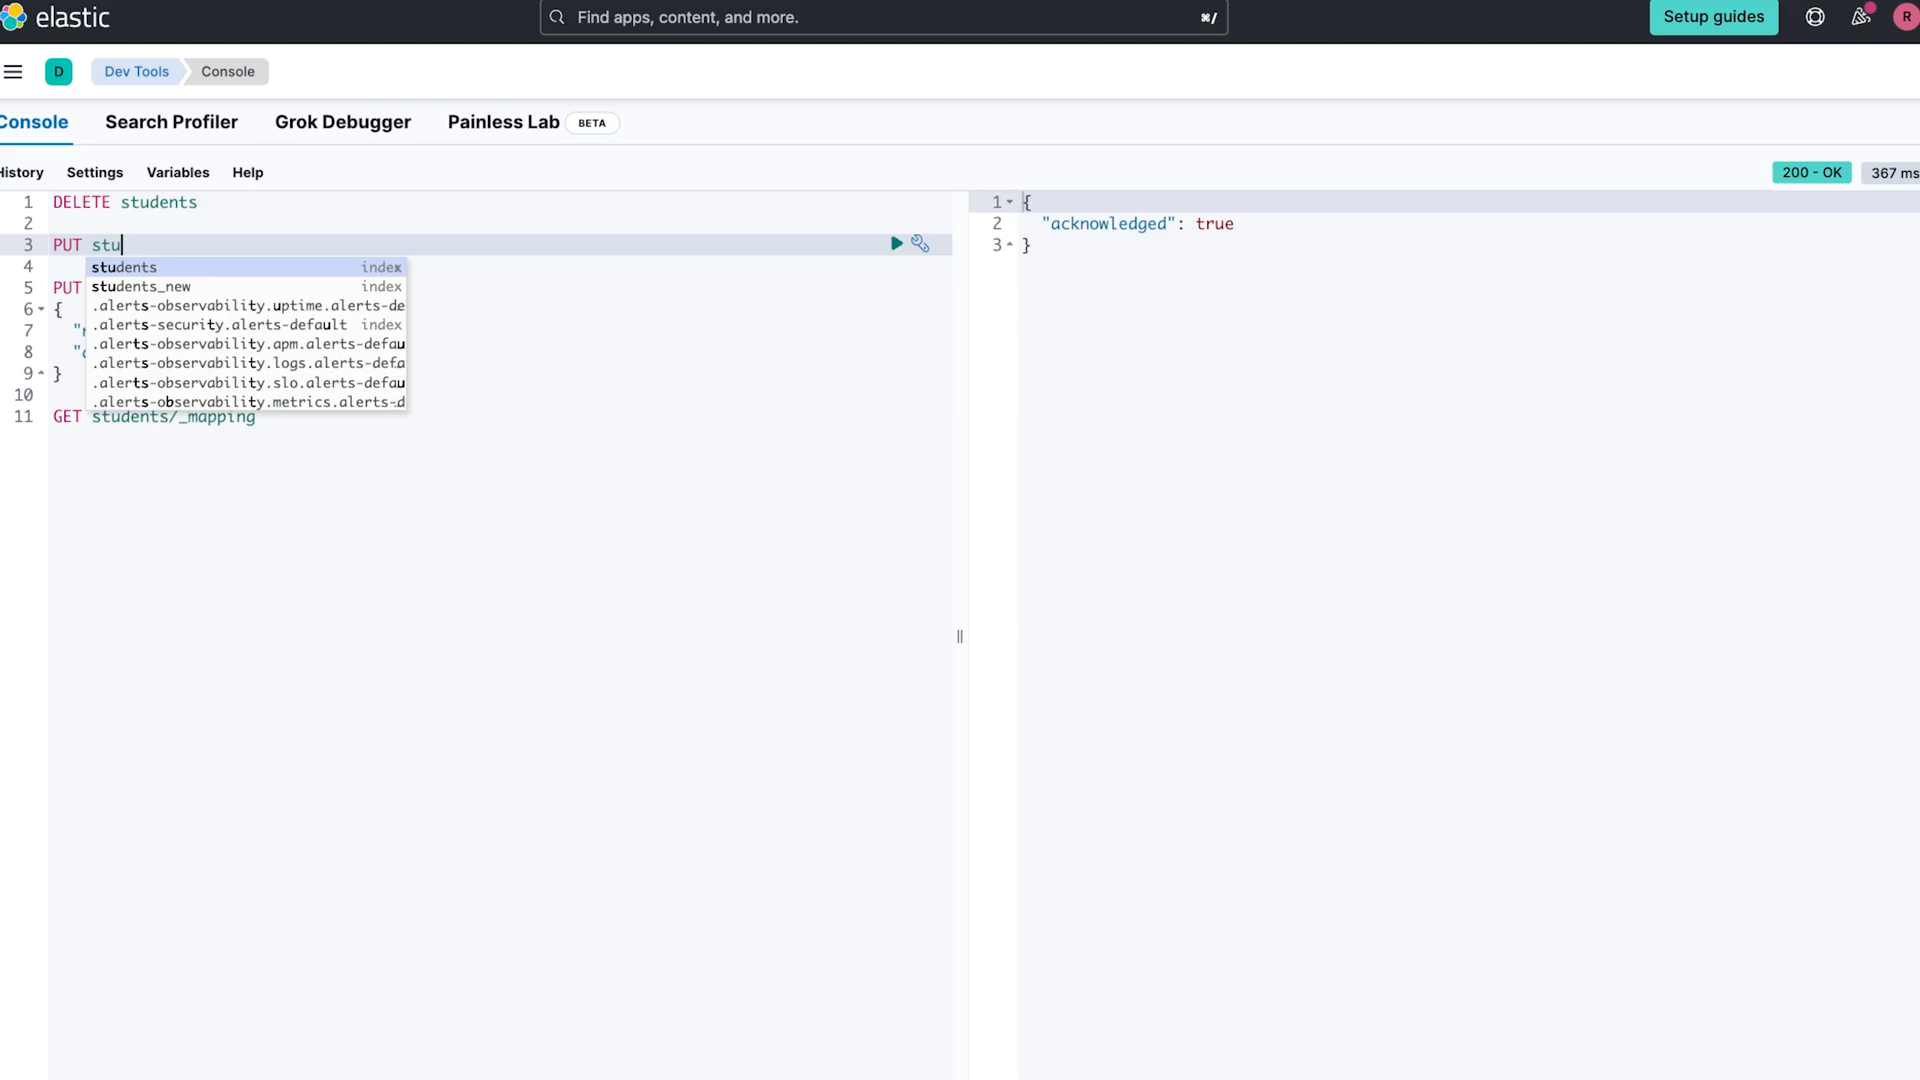 elastic
Find apps, content, and more.
⌘/
Setup guides
R
D
Dev Tools
Console
Console
Search Profiler
Grok Debugger
Painless Lab
BETA
History
Settings
Variables
Help
200 - OK
367 ms
1 DELETE students
2
3 PUT stu
4
5 PUT
6 {
7 "
8 "
9 }
10
11 GET students/_mapping
students index
students_new index
.alerts-observability.uptime.alerts-de
.alerts-security.alerts-default index
.alerts-observability.apm.alerts-defau
.alerts-observability.logs.alerts-defa
.alerts-observability.slo.alerts-defau
.alerts-observability.metrics.alerts-d
1 {
2 "acknowledged": true
3 }